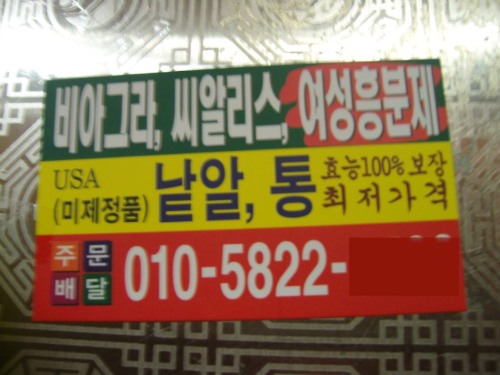 비아그라, 씨알리스, 여성흥분제
USA
(미제정품)
낱알, 통
효능100% 보장
최저가격
주문
배달
010-5822-